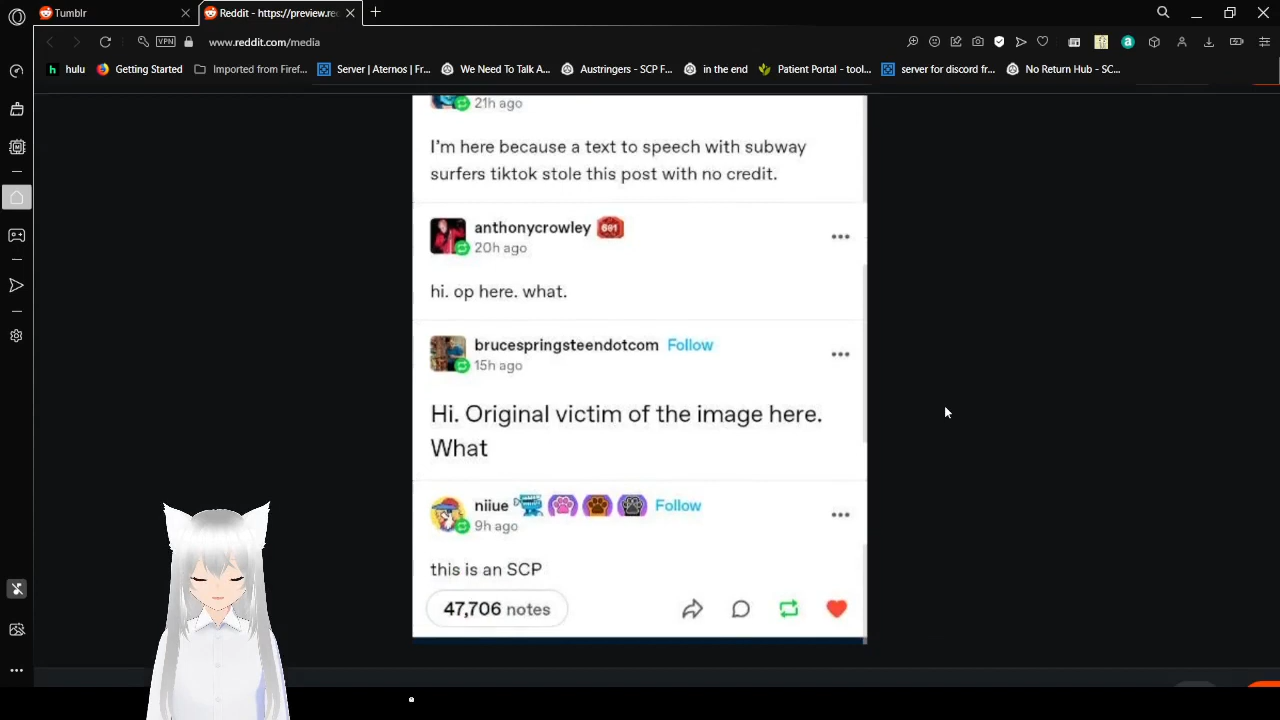 Tumblr
Reddit - https://preview.re
VPN
www.reddit.com/media
hulu
Getting Started
Imported from Firef...
Server | Aternos | Fr...
We Need To Talk A...
Austringers - SCP F...
in the end
Patient Portal - tool...
server for discord fr...
No Return Hub - SC...
21h ago
I'm here because a text to speech with subway
surfers tiktok stole this post with no credit.
anthonycrowley
20h ago
hi. op here. what.
brucespringsteendotcom Follow
15h ago
Hi. Original victim of the image here.
What
niiue Follow
9h ago
this is an SCP
47,706 notes